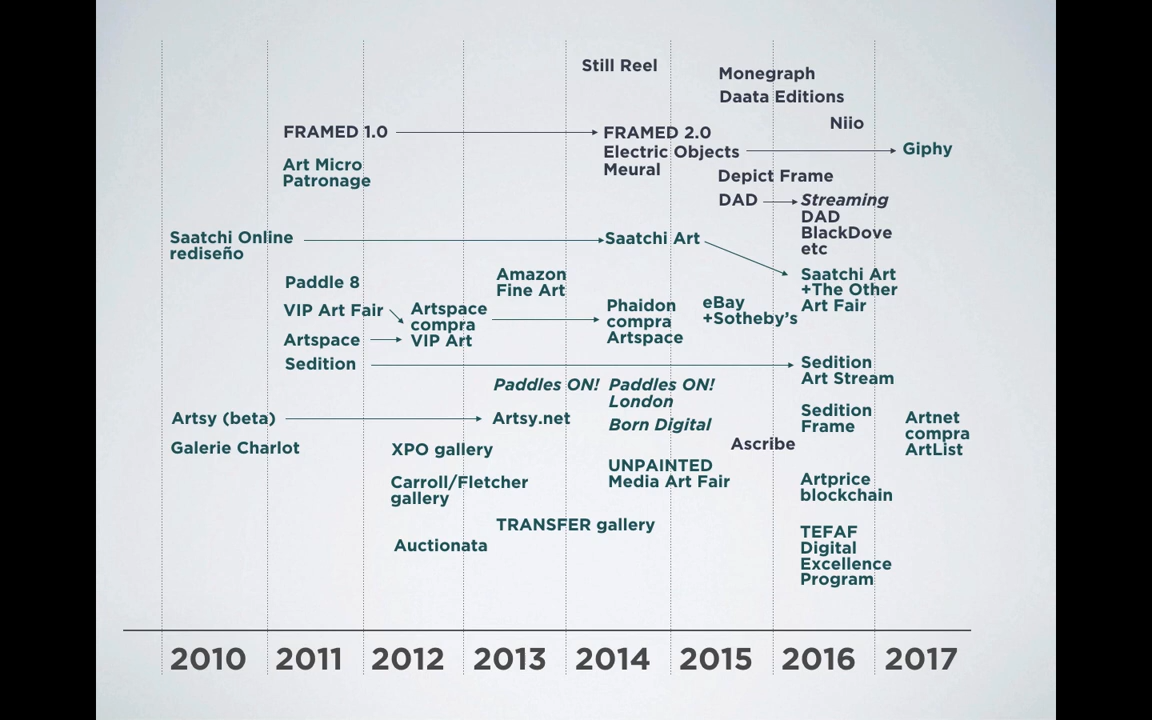 Still Reel
Monegraph
Daata Editions
Niio
FRAMED 1.0
FRAMED 2.0
Electric Objects
Meural
Giphy
Art Micro
Patronage
Depict Frame
DAD
Streaming
DAD
BlackDove
etc
Saatchi Online
rediseño
Saatchi Art
Saatchi Art
+The Other
Art Fair
Paddle 8
Amazon
Fine Art
VIP Art Fair
Artspace
compra
VIP Art
Phaidon
compra
Artspace
eBay
+Sotheby's
Artspace
Sedition
Sedition
Art Stream
Paddles ON!
Paddles ON!
London
Artsy (beta)
Artsy.net
Born Digital
Sedition
Frame
Artnet
compra
ArtList
Galerie Charlot
XPO gallery
Ascribe
UNPAINTED
Media Art Fair
Carroll/Fletcher
gallery
Artprice
blockchain
TRANSFER gallery
Auctionata
TEFAF
Digital
Excellence
Program
2010 2011 2012 2013 2014 2015 2016 2017